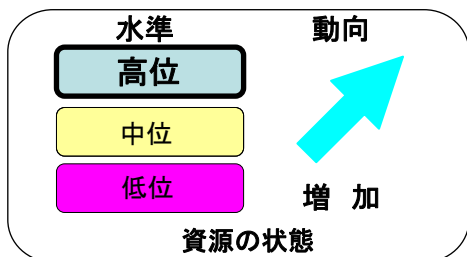 水準 動向
高位
中位
低位
増 加
資源の状態